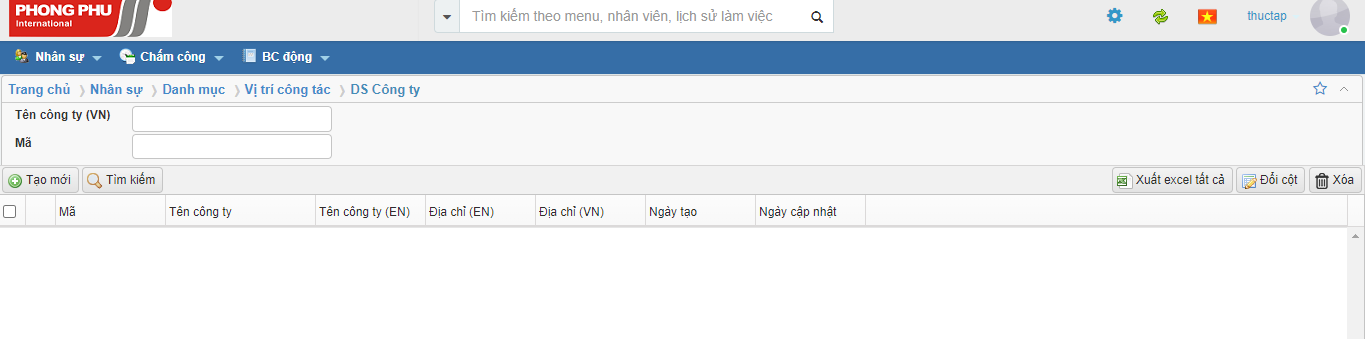 PHONG PHU
International
Tìm kiếm theo menu, nhân viên, lịch sử làm việc
thuctap
Nhân sự Chấm công BC động
Trang chủ Nhân sự Danh mục Vị trí công tác DS Công ty
Tên công ty (VN)
Mã
Tạo mới Tìm kiếm Xuất excel tất cả Đổi cột Xóa
Mã Tên công ty Tên công ty (EN) Địa chỉ (EN) Địa chỉ (VN) Ngày tạo Ngày cập nhật